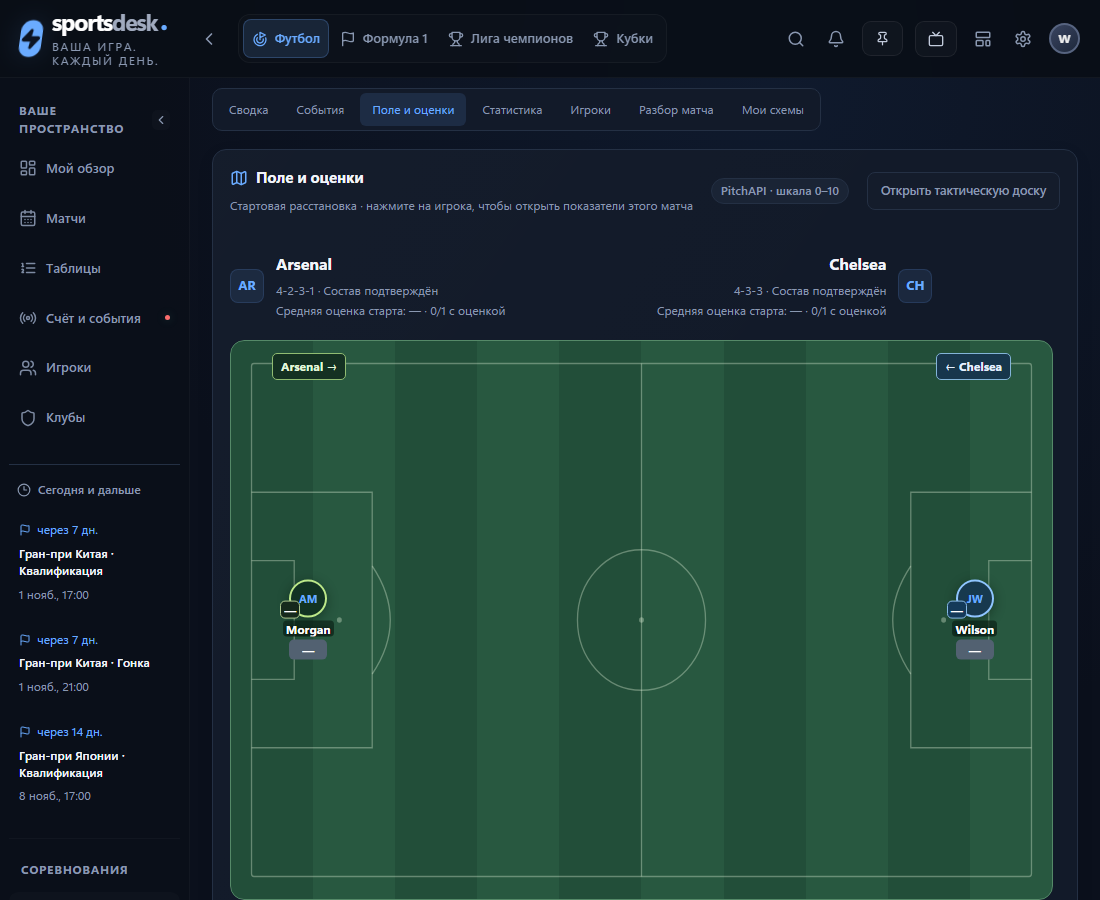 sportsdesk.
ВАША ИГРА.
КАЖДЫЙ ДЕНЬ.
Футбол
Формула 1
Лига чемпионов
Кубки
W
ВАШЕ
ПРОСТРАНСТВО
Мой обзор
Матчи
Таблицы
Счёт и события
Игроки
Клубы
Сегодня и дальше
через 7 дн.
Гран-при Китая ·
Квалификация
1 нояб., 17:00
через 7 дн.
Гран-при Китая · Гонка
1 нояб., 21:00
через 14 дн.
Гран-при Японии ·
Квалификация
8 нояб., 17:00
СОРЕВНОВАНИЯ
Сводка
События
Поле и оценки
Статистика
Игроки
Разбор матча
Мои схемы
Поле и оценки
Стартовая расстановка · нажмите на игрока, чтобы открыть показатели этого матча
PitchAPI · шкала 0–10
Открыть тактическую доску
AR
Arsenal
4-2-3-1 · Состав подтверждён
Средняя оценка старта: — · 0/1 с оценкой
Chelsea
4-3-3 · Состав подтверждён
Средняя оценка старта: — · 0/1 с оценкой
CH
Arsenal →
← Chelsea
AM
—
Morgan
—
JW
—
Wilson
—